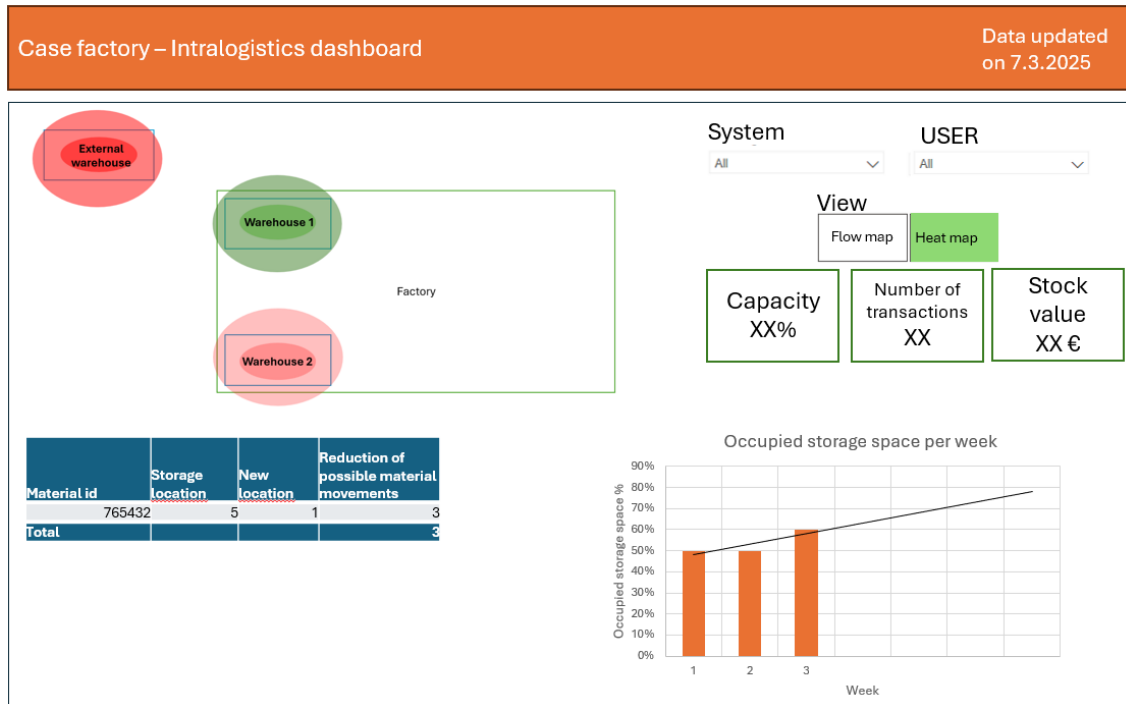 Case factory – Intralogistics dashboard
Data updated
on 7.3.2025
External
warehouse
Warehouse 1
Factory
Warehouse 2
System
USER
All
All
View
Flow map
Heat map
Capacity
XX%
Number of
transactions
XX
Stock
value
XX €
Material id
Storage
location
New
location
Reduction of
possible material
movements
765432
5
1
3
Total
3
Occupied storage space per week
Occupied storage space %
90%
80%
70%
60%
50%
40%
30%
20%
10%
0%
1
2
3
Week